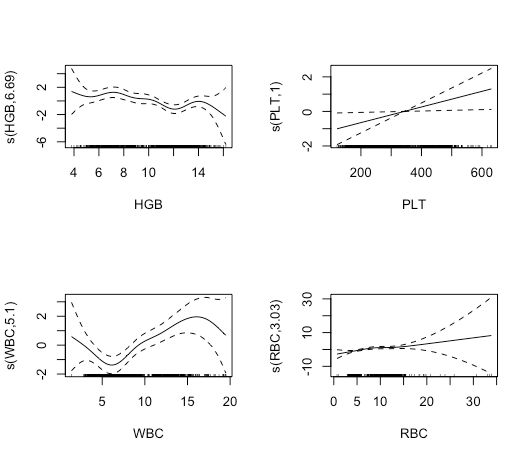 s(HGB,6.69)
2
-2
-6
4 6 8 10 14
HGB
s(PLT,1)
2
0
-2
200 400 600
PLT
s(WBC,5.1)
2
0
-2
5 10 15 20
WBC
s(RBC,3.03)
30
10
-10
0 5 10 20 30
RBC